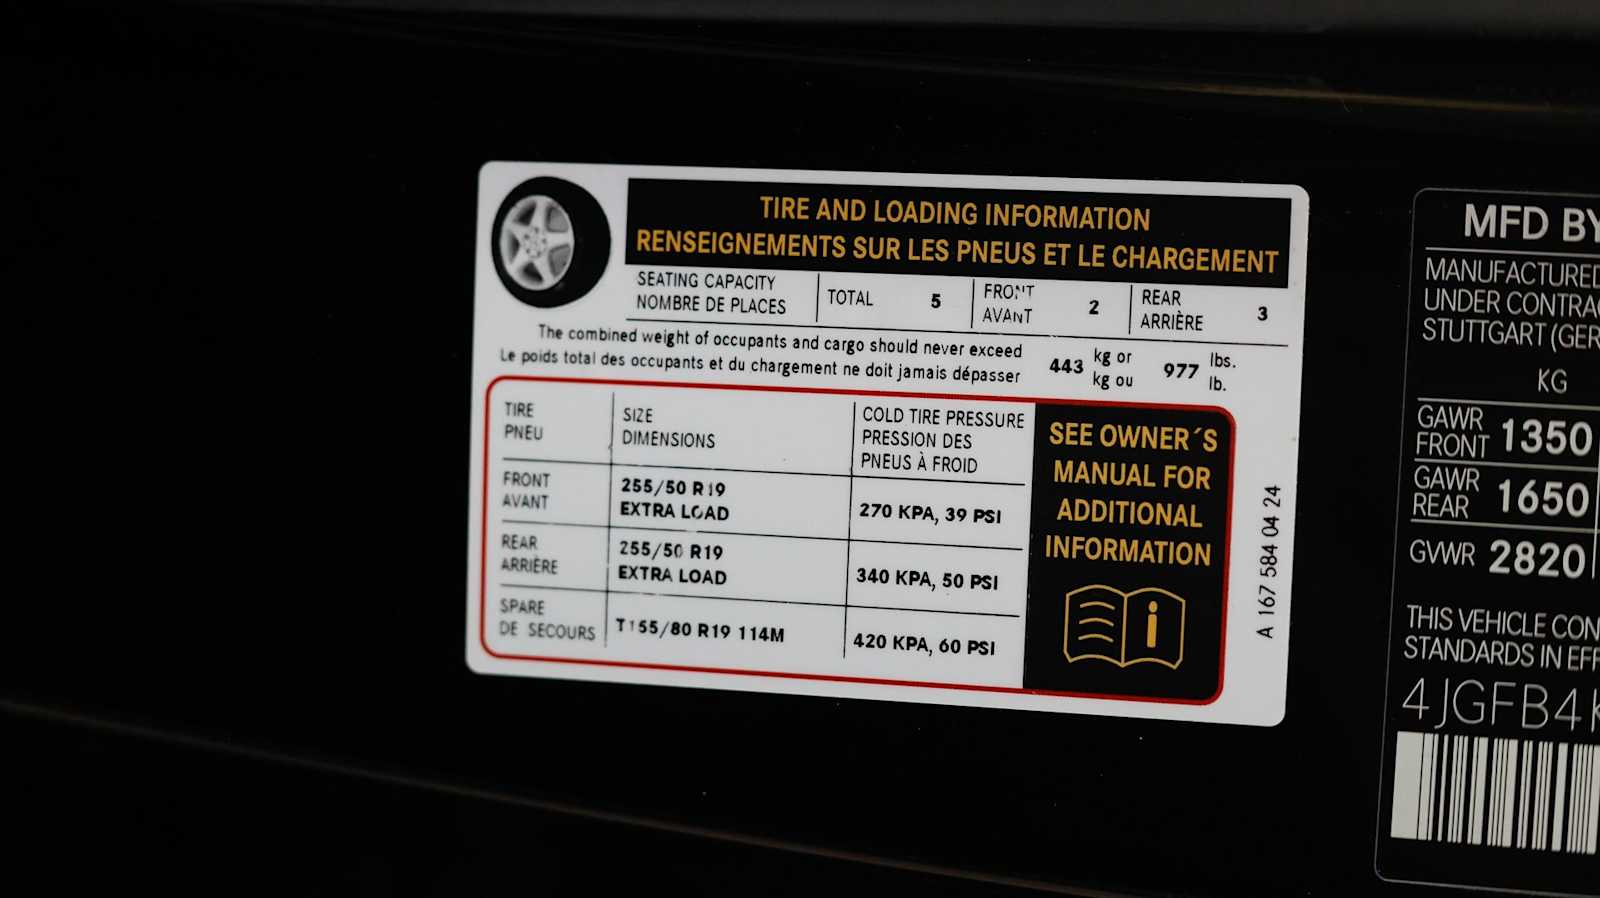 TIRE AND LOADING INFORMATION
RENSEIGNEMENTS SUR LES PNEUS ET LE CHARGEMENT
SEATING CAPACITY
NOMBRE DE PLACES
TOTAL 5
FRONT
AVANT
2
REAR
ARRIÈRE
3
The combined weight of occupants and cargo should never exceed
Le poids total des occupants et du chargement ne doit jamais dépasser
443
kg or
kg ou
977
lbs.
lb.
TIRE
PNEU
SIZE
DIMENSIONS
COLD TIRE PRESSURE
PRESSION DES
PNEUS À FROID
FRONT
AVANT
255/50 R19
EXTRA LOAD
270 KPA, 39 PSI
REAR
ARRIÈRE
255/50 R19
EXTRA LOAD
340 KPA, 50 PSI
SPARE
DE SECOURS
T155/80 R19 114M
420 KPA, 60 PSI
SEE OWNER´S
MANUAL FOR
ADDITIONAL
INFORMATION
A 167 584 04 24
MFD BY
MANUFACTURED
UNDER
STUTTGART
KG
GAWR
FRONT
1350
GAWR
REAR
1650
GVWR 2820
THIS VEHICLE
STANDARDS IN
4JGFB4